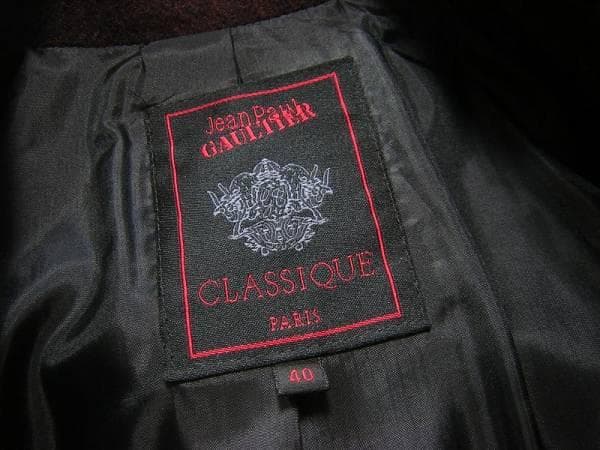 Jean Paul
GAULTIER
CLASSIQUE
PARIS
40